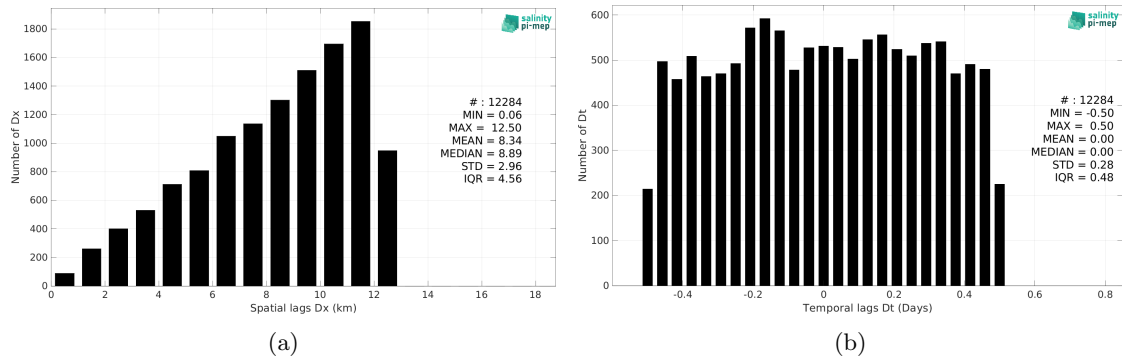 salinity
pi-mep
1800
1600
1400
1200
1000
800
600
400
200
0
Number of Dx
# : 12284
MIN = 0.06
MAX = 12.50
MEAN = 8.34
MEDIAN = 8.89
STD = 2.96
IQR = 4.56
0 2 4 6 8 10 12 14 16 18
Spatial lags Dx (km)
(a)
salinity
pi-mep
600
500
400
300
200
100
0
Number of Dt
# : 12284
MIN = -0.50
MAX = 0.50
MEAN = 0.00
MEDIAN = 0.00
STD = 0.28
IQR = 0.48
-0.4 -0.2 0 0.2 0.4 0.6 0.8
Temporal lags Dt (Days)
(b)